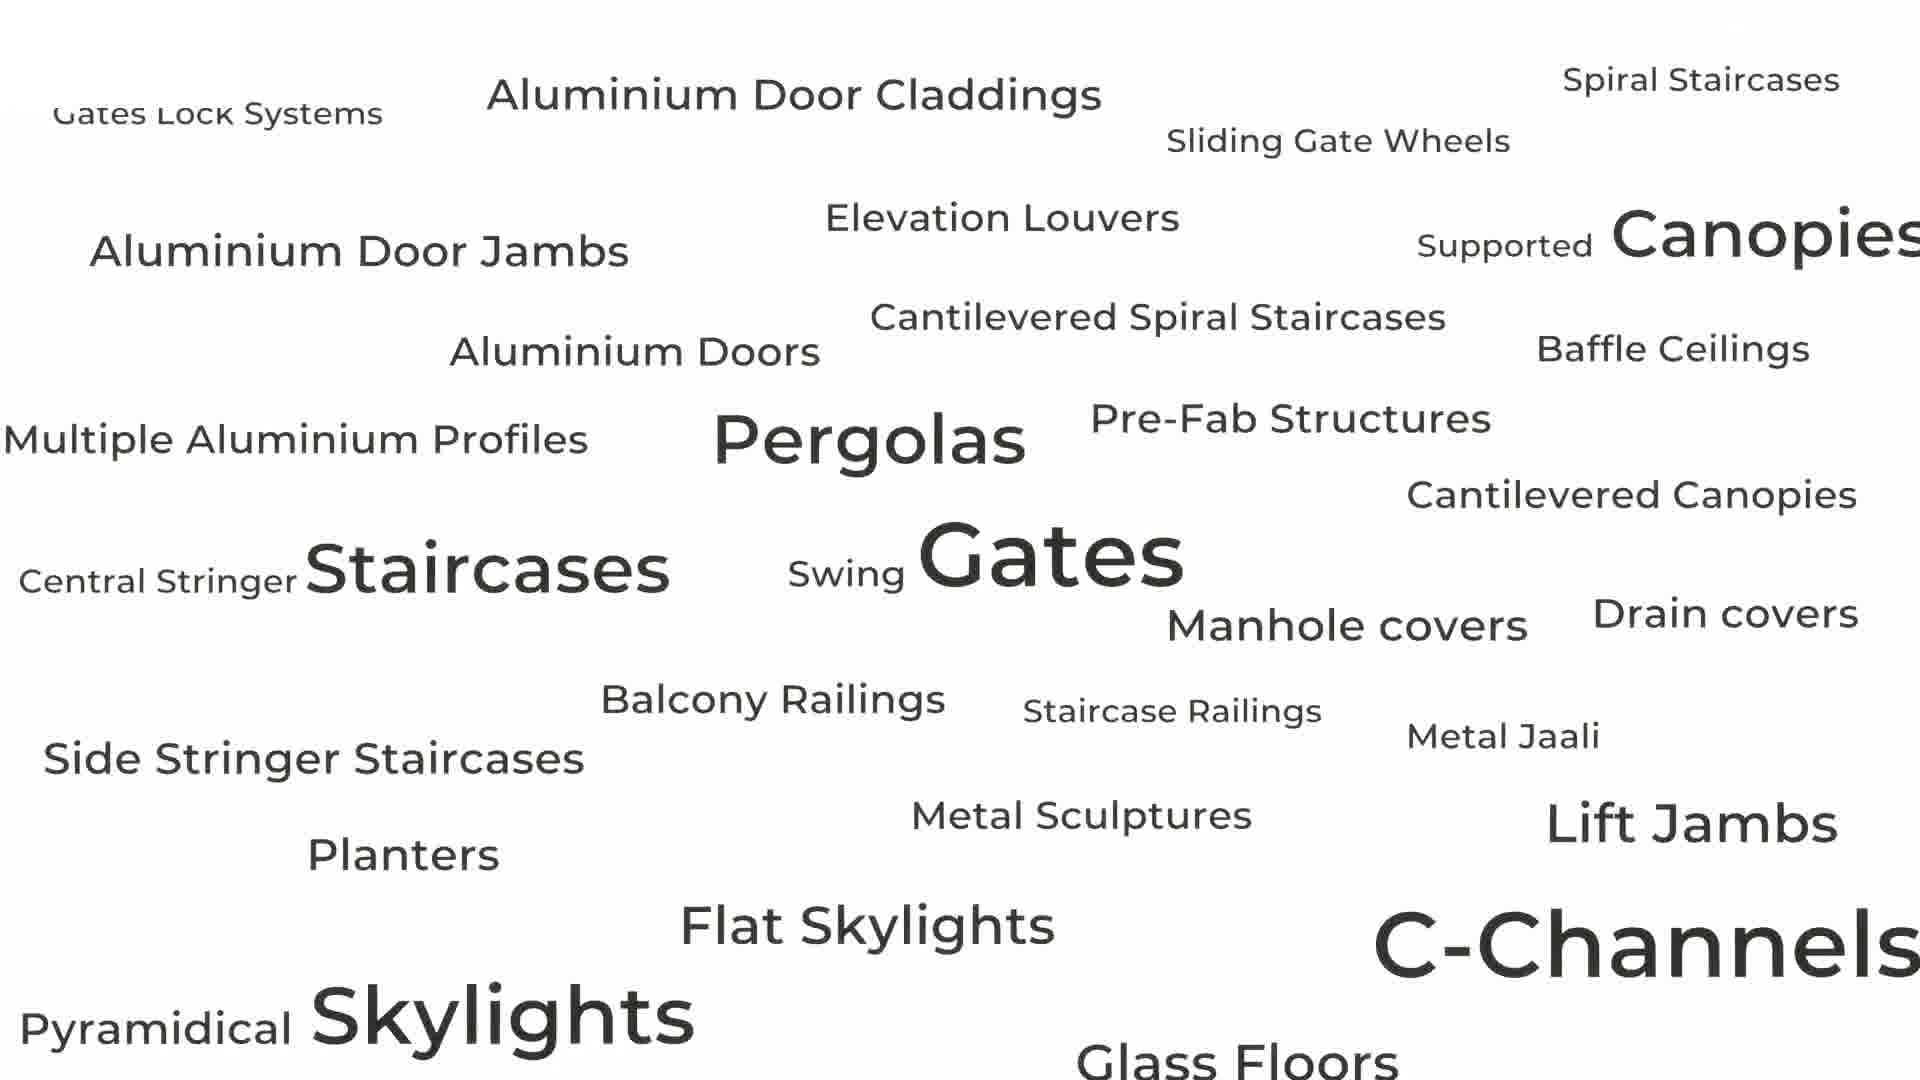 Gates Lock Systems
Aluminium Door Claddings
Spiral Staircases
Sliding Gate Wheels
Elevation Louvers
Aluminium Door Jambs
Supported Canopies
Cantilevered Spiral Staircases
Aluminium Doors
Baffle Ceilings
Multiple Aluminium Profiles
Pergolas
Pre-Fab Structures
Cantilevered Canopies
Central Stringer Staircases
Swing Gates
Manhole covers
Drain covers
Balcony Railings
Staircase Railings
Metal Jaali
Side Stringer Staircases
Metal Sculptures
Lift Jambs
Planters
Flat Skylights
C-Channels
Pyramidical Skylights
Glass Floors